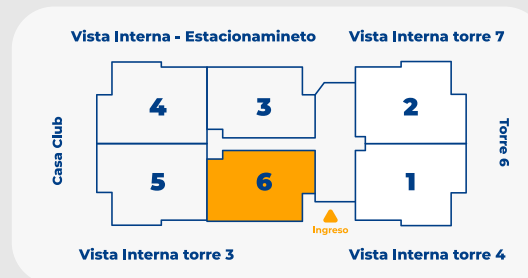 Vista Interna - Estacionamineto
Vista Interna torre 7
4
3
2
Casa Club
Torre 6
5
6
1
Ingreso
Vista Interna torre 3
Vista Interna torre 4